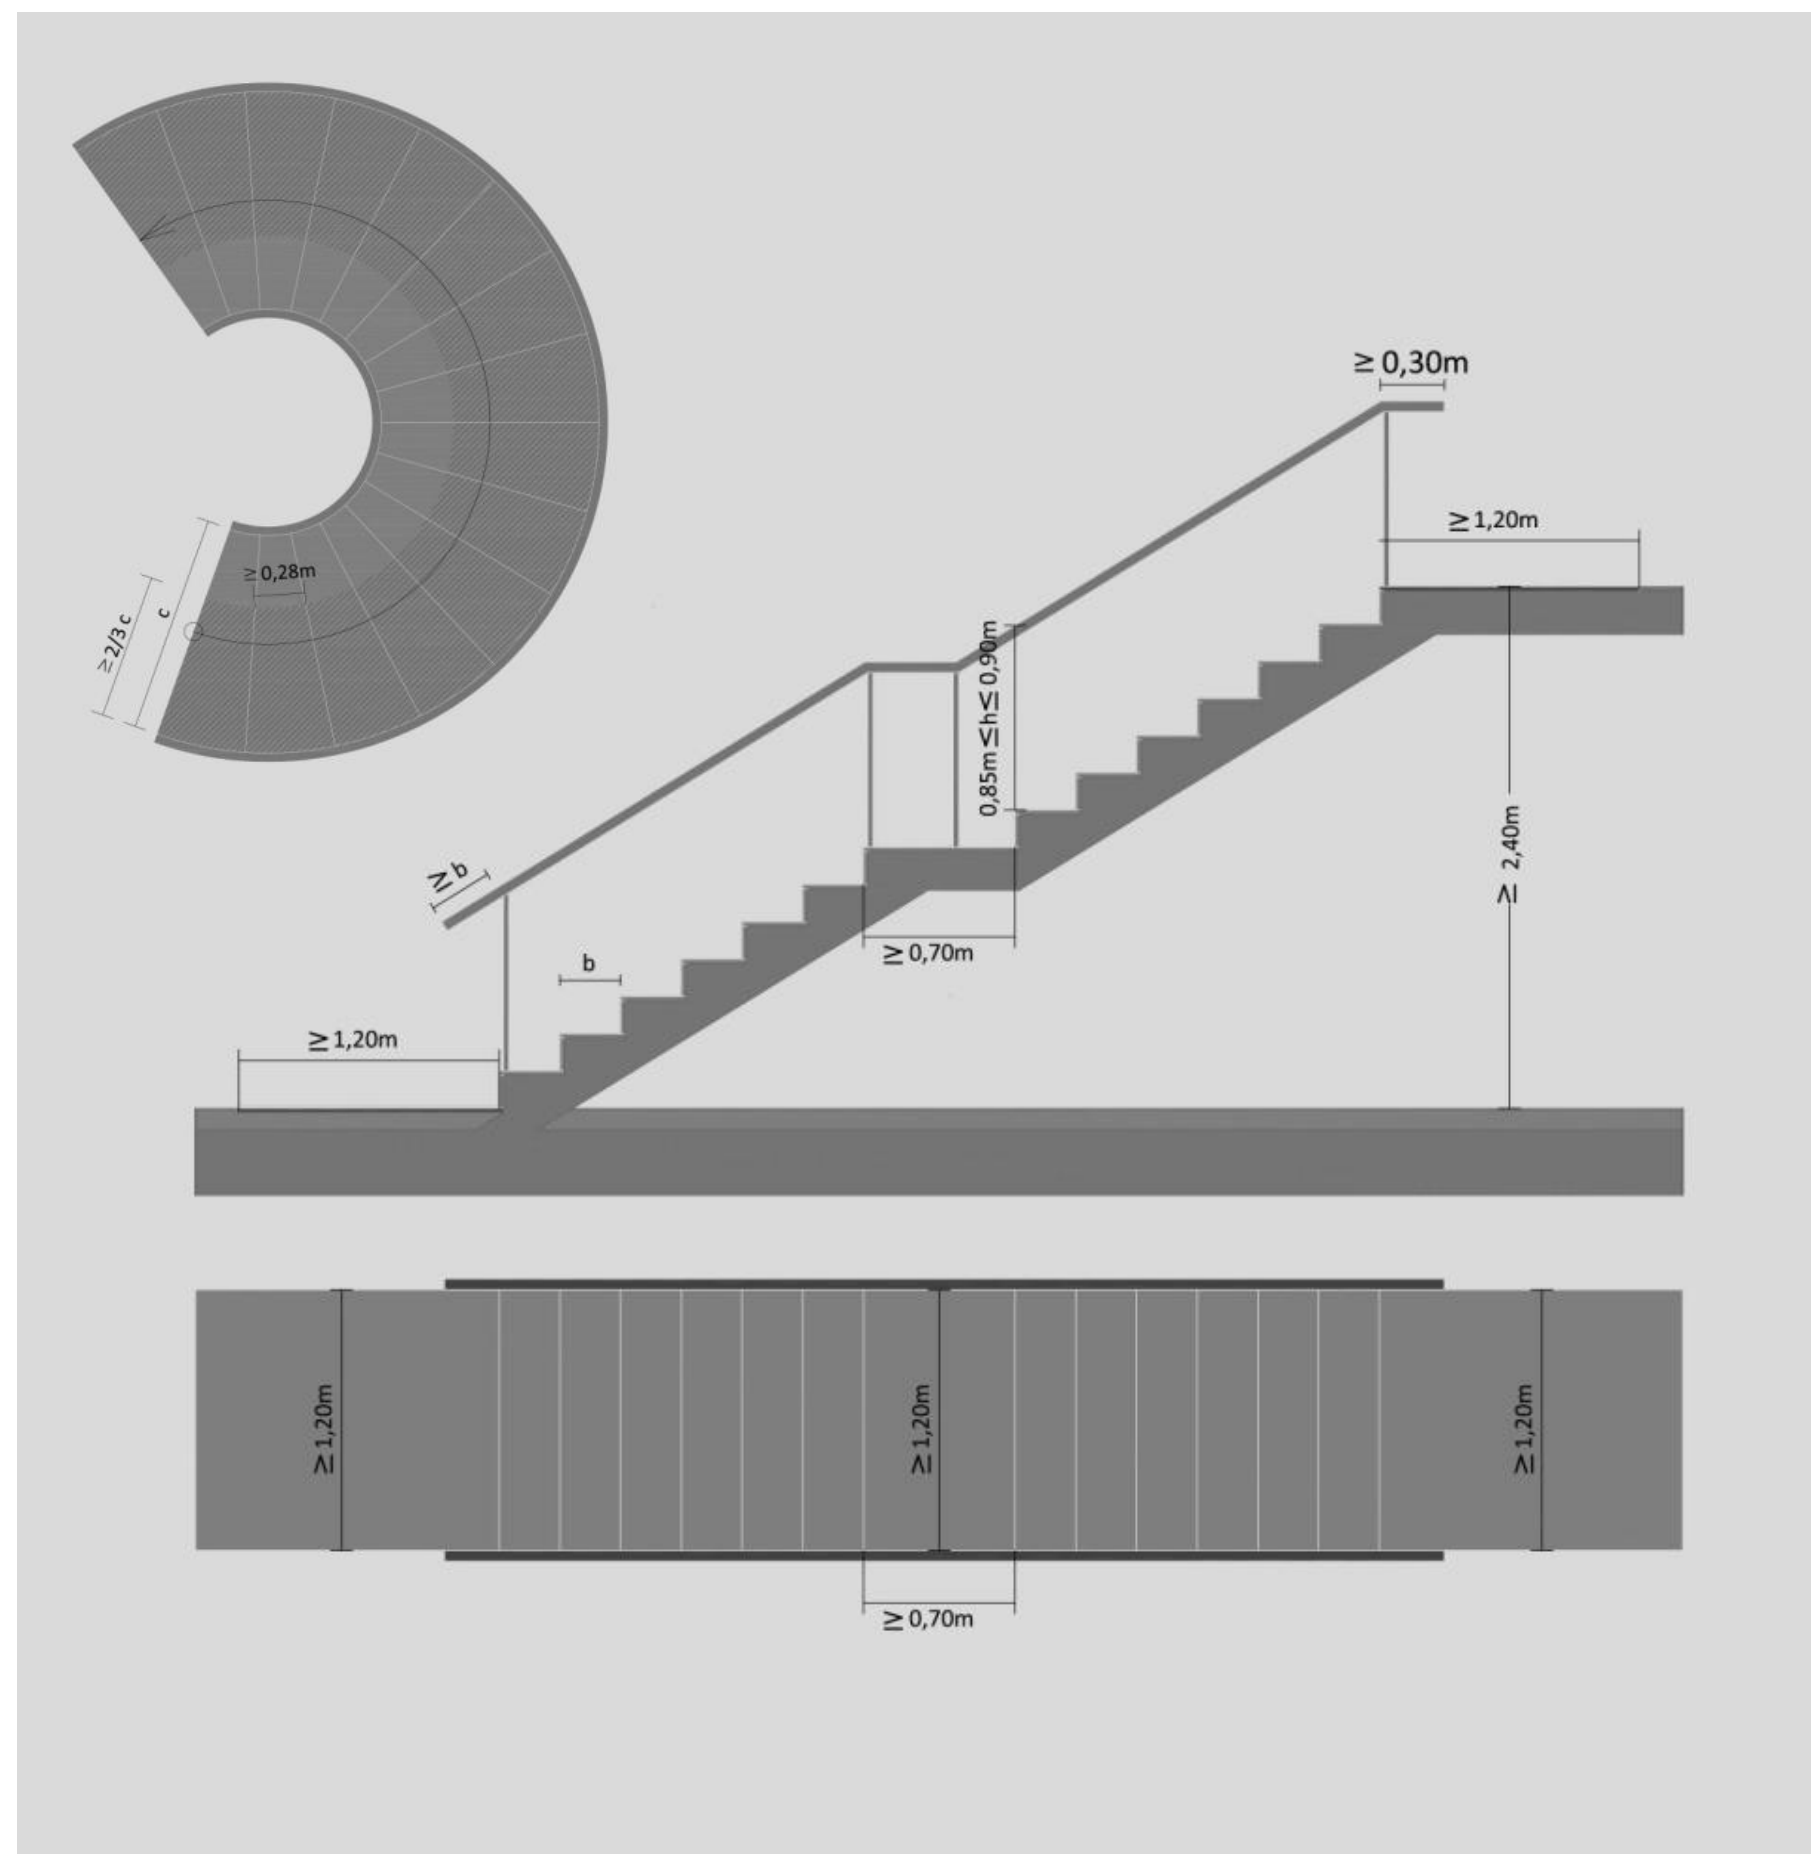 ≥ 0,28m
c
≥ 2/3 c
≥ 0,30m
≥ 1,20m
0,85m ≤ h ≤ 0,90m
≥ b
≥ 2,40m
≥ 0,70m
b
≥ 1,20m
≥ 1,20m
≥ 1,20m
≥ 1,20m
≥ 0,70m